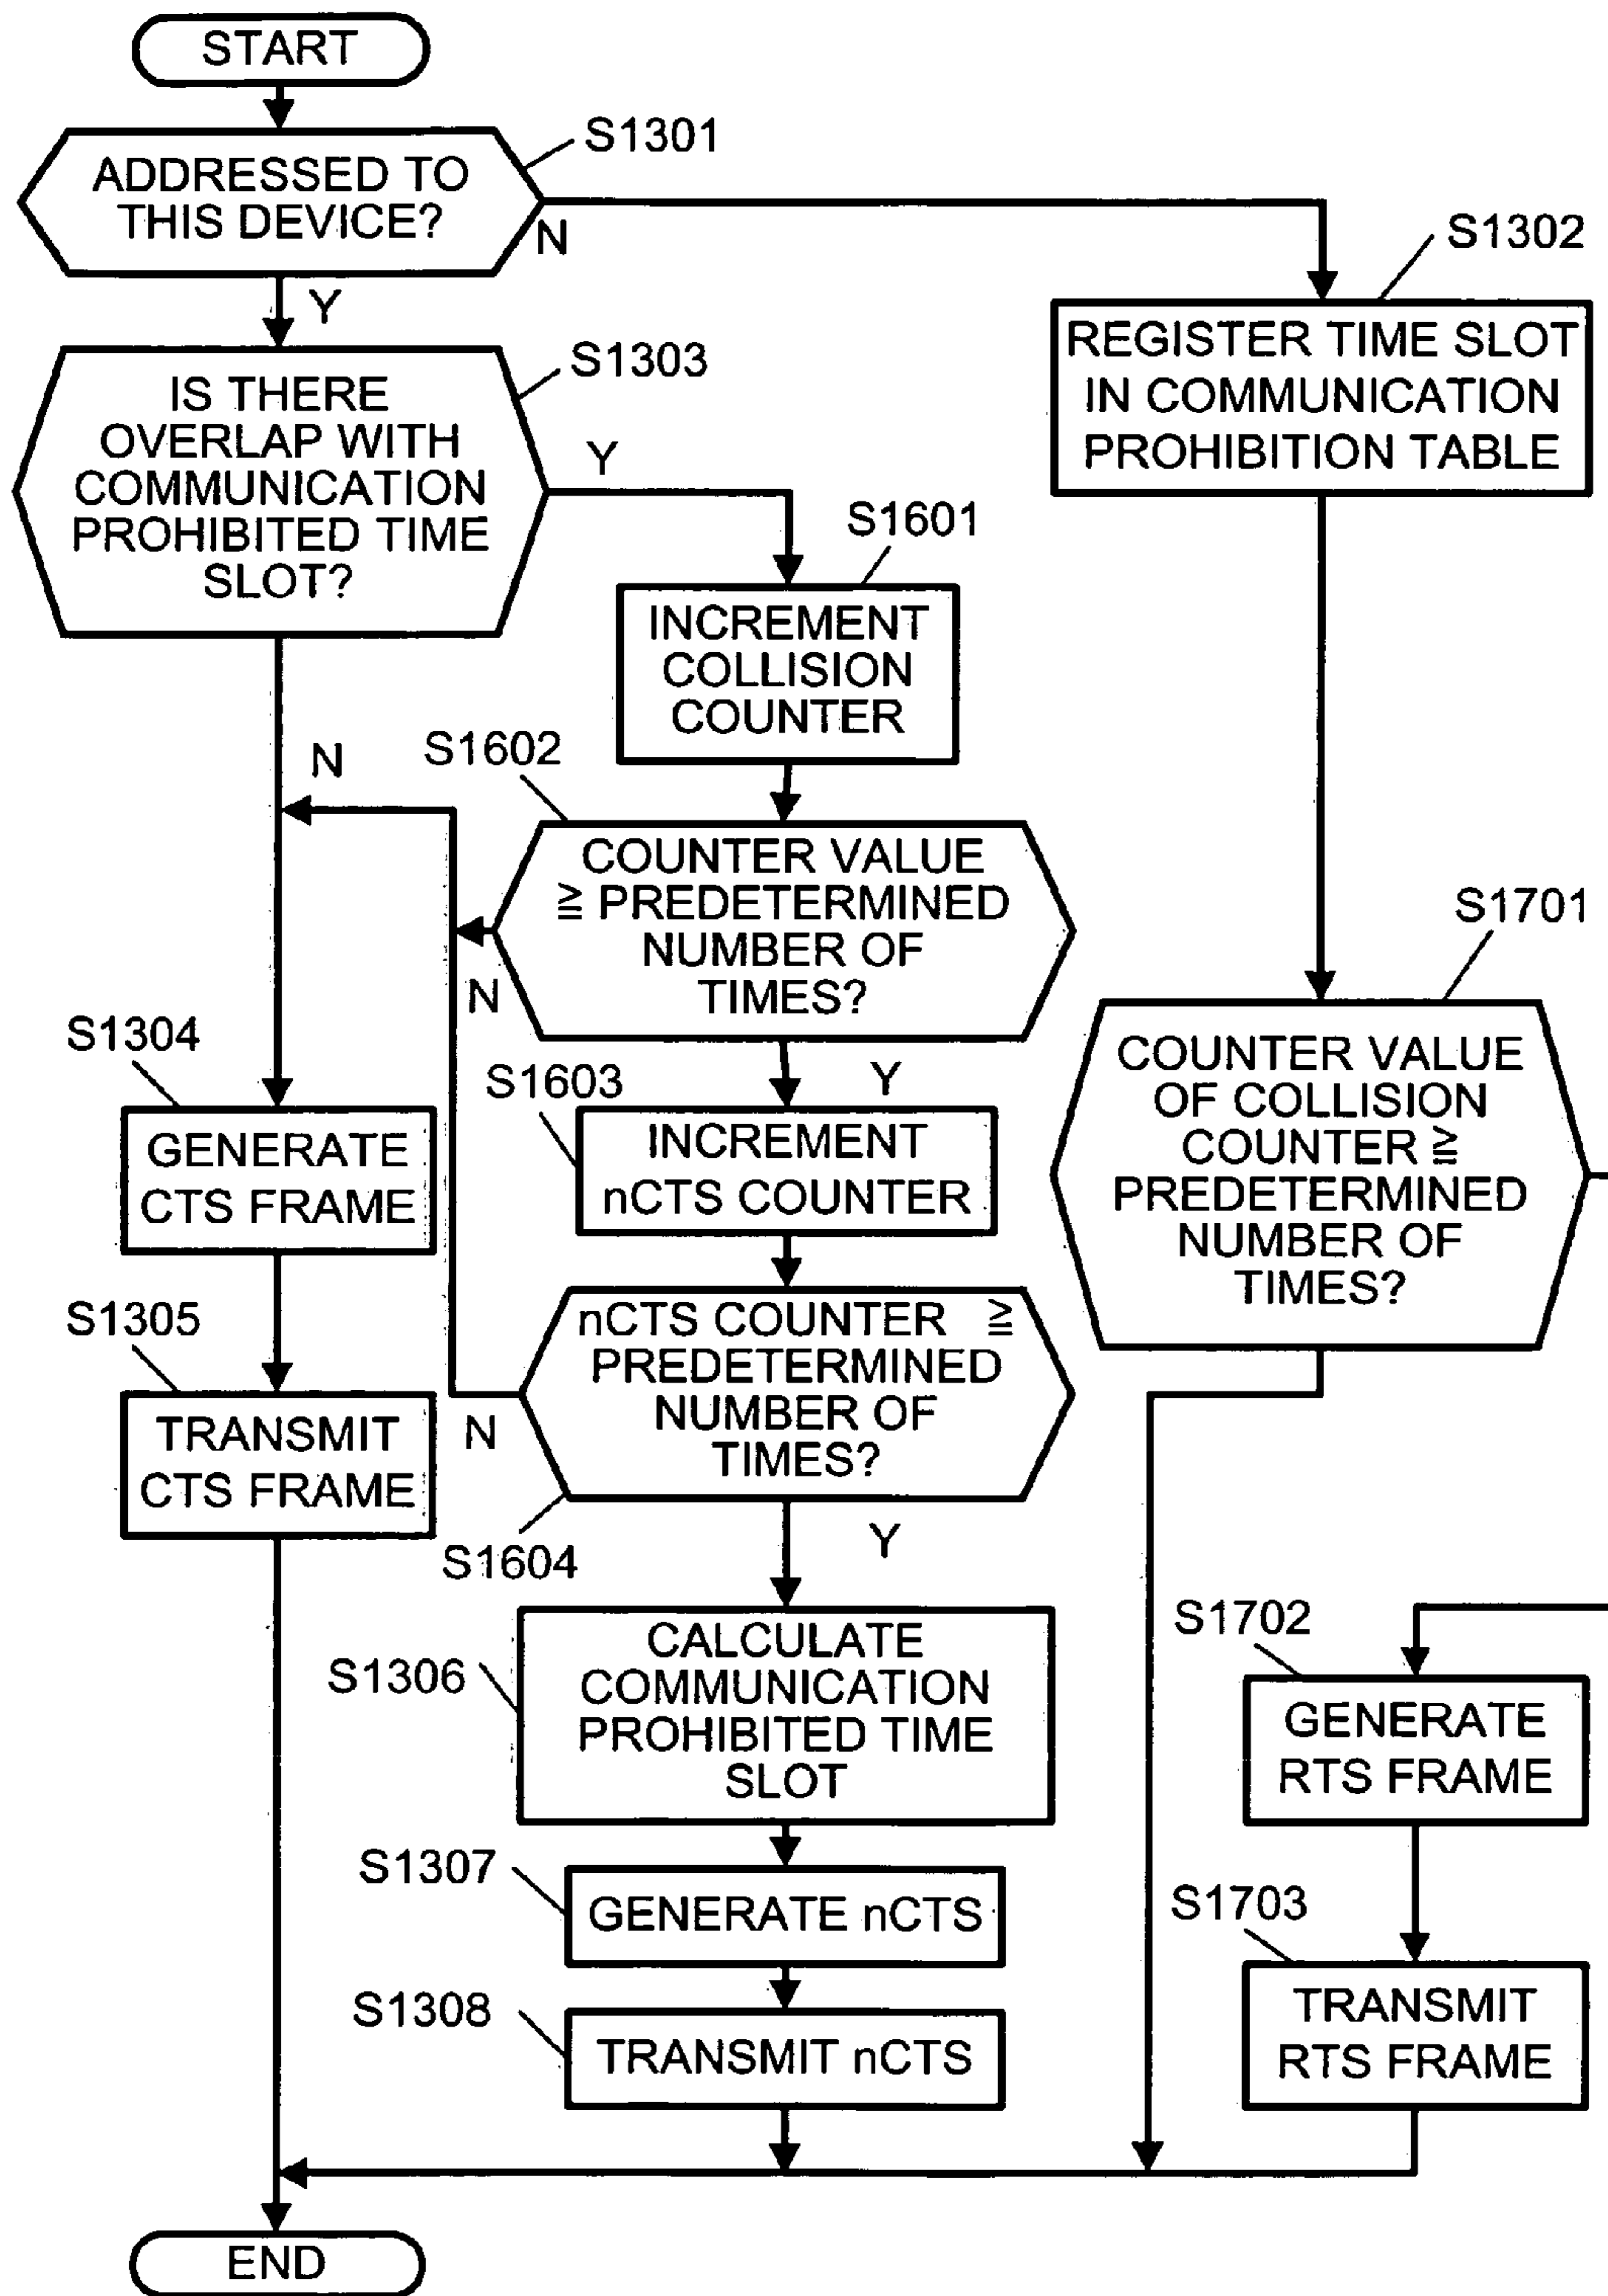 START
S1301
ADDRESSED TO
THIS DEVICE?
N
Y
S1302
REGISTER TIME SLOT
IN COMMUNICATION
PROHIBITION TABLE
S1303
IS THERE
OVERLAP WITH
COMMUNICATION
PROHIBITED TIME
SLOT?
Y
N
S1601
INCREMENT
COLLISION
COUNTER
S1602
COUNTER VALUE
≧ PREDETERMINED
NUMBER OF
TIMES?
N
Y
S1701
COUNTER VALUE
OF COLLISION
COUNTER ≧
PREDETERMINED
NUMBER OF
TIMES?
S1304
GENERATE
CTS FRAME
S1603
INCREMENT
nCTS COUNTER
S1305
TRANSMIT
CTS FRAME
nCTS COUNTER ≧
PREDETERMINED
NUMBER OF
TIMES?
N
Y
S1604
S1306
CALCULATE
COMMUNICATION
PROHIBITED TIME
SLOT
S1702
GENERATE
RTS FRAME
S1307
GENERATE nCTS
S1703
TRANSMIT
RTS FRAME
S1308
TRANSMIT nCTS
END